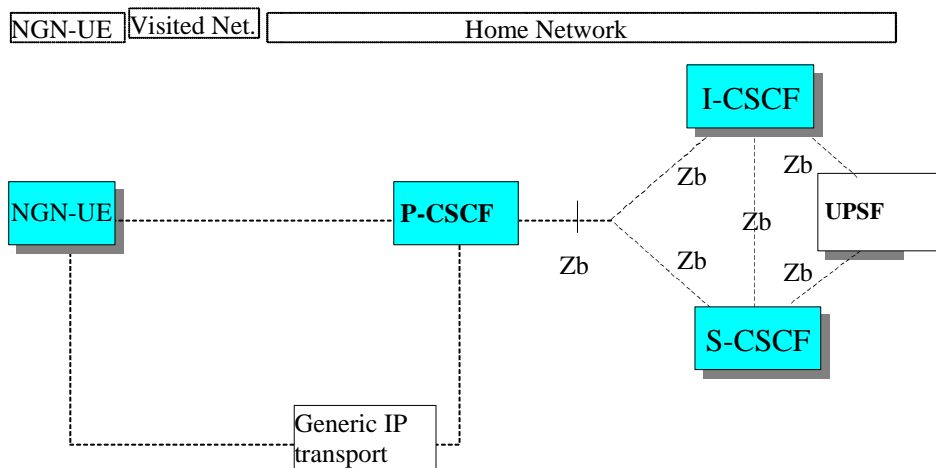 NGN-UE
Visited Net.
Home Network
I-CSCF
Zb
Zb
NGN-UE
P-CSCF
UPSF
Zb
Zb
Zb
Zb
S-CSCF
Generic IP
transport